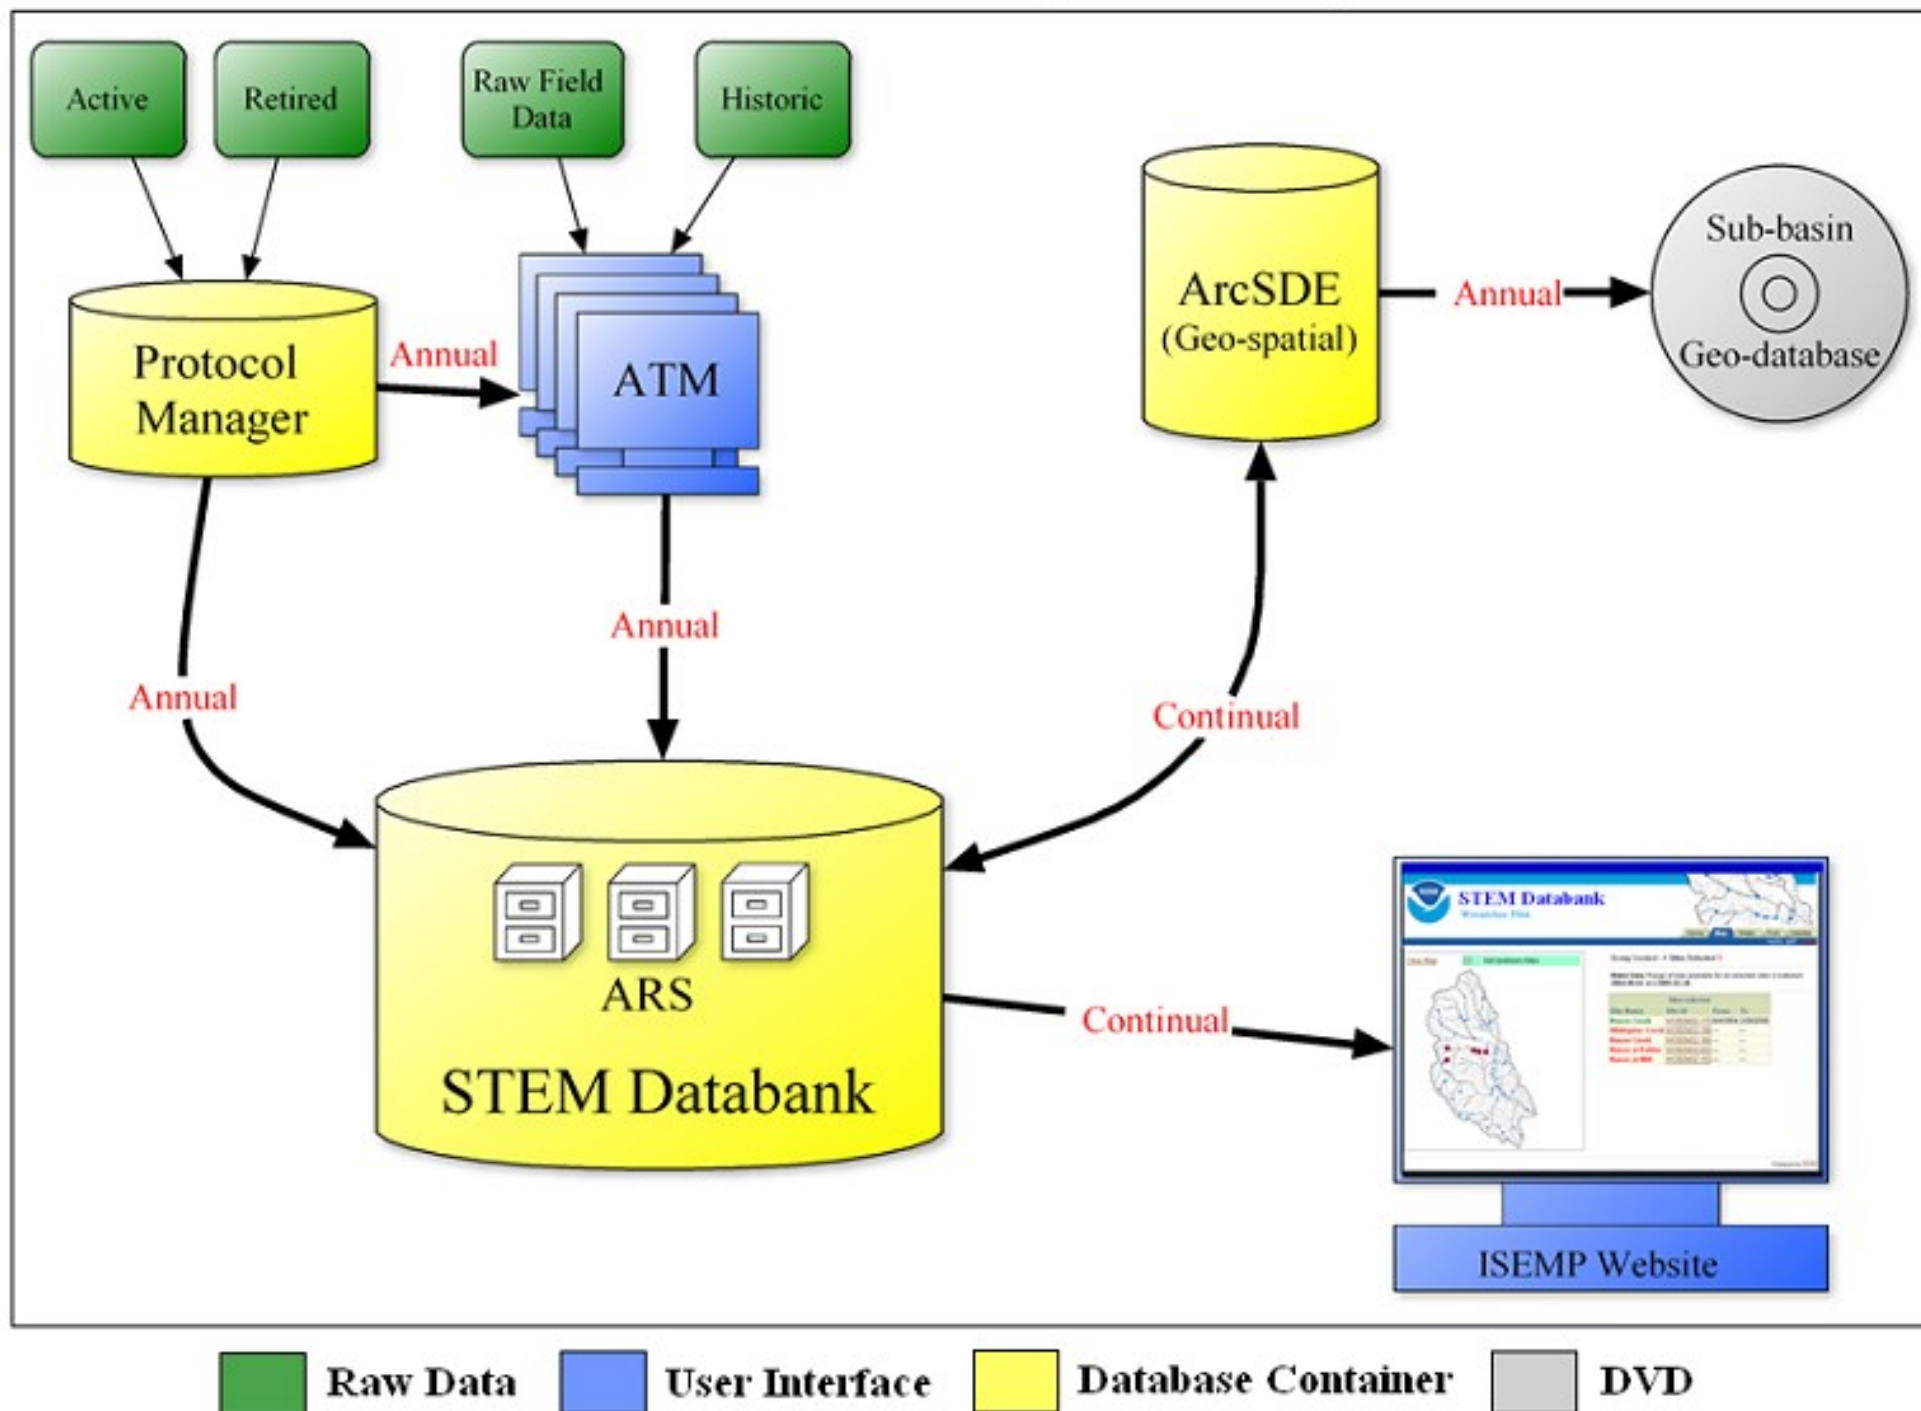 Active
Retired
Raw Field
Data
Historic
Protocol
Manager
Annual
ATM
ArcSDE
(Geo-spatial)
Annual
Sub-basin
Geo-database
Annual
Annual
Continual
ARS
STEM Databank
Continual
STEM Databank
ISEMP Website
Raw Data
User Interface
Database Container
DVD